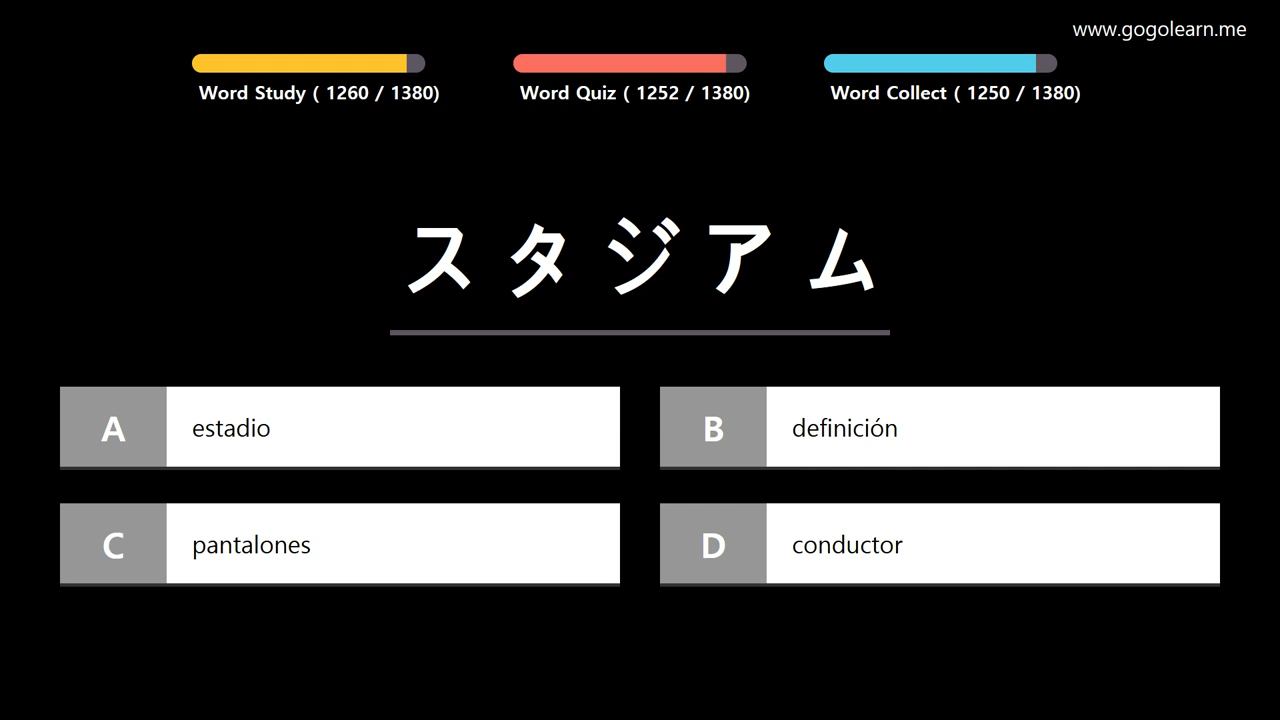 www.gogolearn.me
Word Study ( 1260 / 1380)
Word Quiz ( 1252 / 1380)
Word Collect ( 1250 / 1380)
スタジアム
A estadio
B definición
C pantalones
D conductor